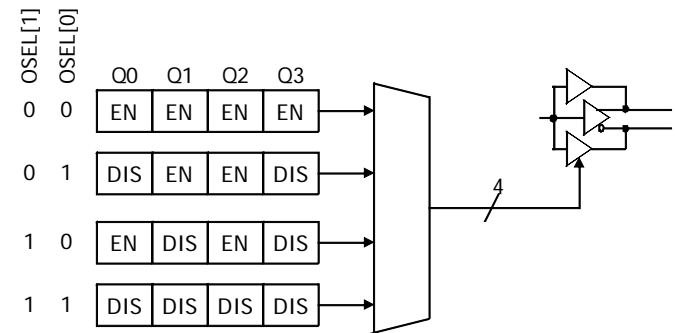 OSEL[1] OSEL[0]
Q0 Q1 Q2 Q3
0 0 EN EN EN EN
0 1 DIS EN EN DIS
4
1 0 EN DIS EN DIS
1 1 DIS DIS DIS DIS